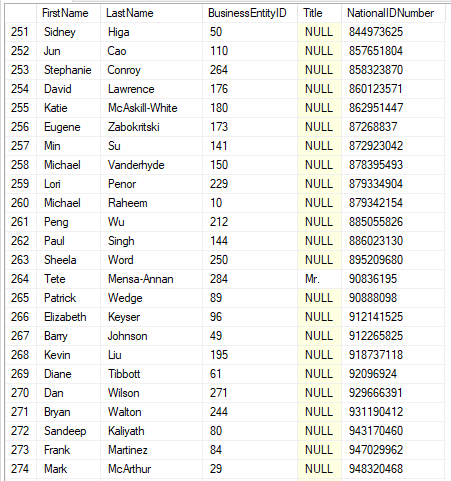 FirstName LastName BusinessEntityID Title NationalIDNumber
251 Sidney Higa 50 NULL 844973625
252 Jun Cao 110 NULL 857651804
253 Stephanie Conroy 264 NULL 858323870
254 David Lawrence 176 NULL 860123571
255 Katie McAskill-White 180 NULL 862951447
256 Eugene Zabokritski 173 NULL 87268837
257 Min Su 141 NULL 872923042
258 Michael Vanderhyde 150 NULL 878395493
259 Lori Penor 229 NULL 879334904
260 Michael Raheem 10 NULL 879342154
261 Peng Wu 212 NULL 885055826
262 Paul Singh 144 NULL 886023130
263 Sheela Word 250 NULL 895209680
264 Tete Mensa-Annan 284 Mr. 90836195
265 Patrick Wedge 89 NULL 90888098
266 Elizabeth Keyser 96 NULL 912141525
267 Barry Johnson 49 NULL 912265825
268 Kevin Liu 195 NULL 918737118
269 Diane Tibbott 61 NULL 92096924
270 Dan Wilson 271 NULL 929666391
271 Bryan Walton 244 NULL 931190412
272 Sandeep Kaliyath 80 NULL 943170460
273 Frank Martinez 84 NULL 947029962
274 Mark McArthur 29 NULL 948320468